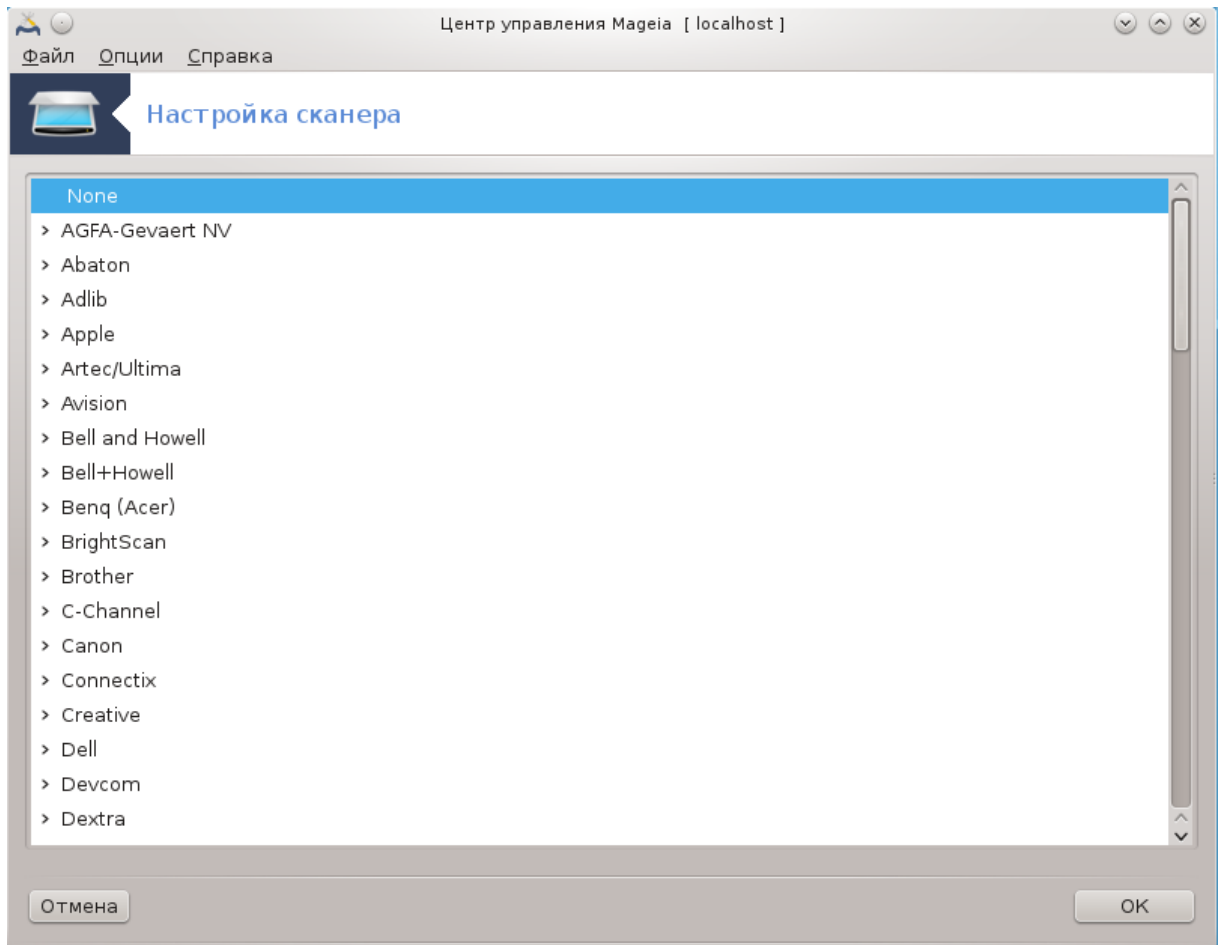 Центр управления Mageia [ localhost ]
Файл Опции Справка
Настройка сканера
None
AGFA-Gevaert NV
Abaton
Adlib
Apple
Artec/Ultima
Avision
Bell and Howell
Bell+Howell
Benq (Acer)
BrightScan
Brother
C-Channel
Canon
Connectix
Creative
Dell
Devcom
Dextra
Отмена OK